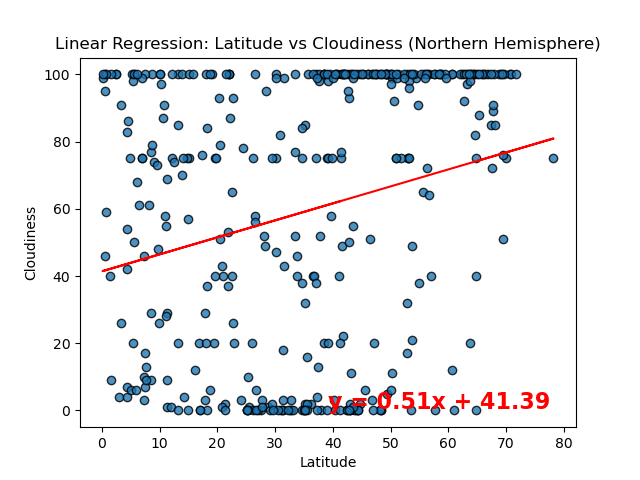 Linear Regression: Latitude vs Cloudiness (Northern Hemisphere)
100
80
60
40
20
0
Cloudiness
y = 0.51x + 41.39
0 10 20 30 40 50 60 70 80
Latitude